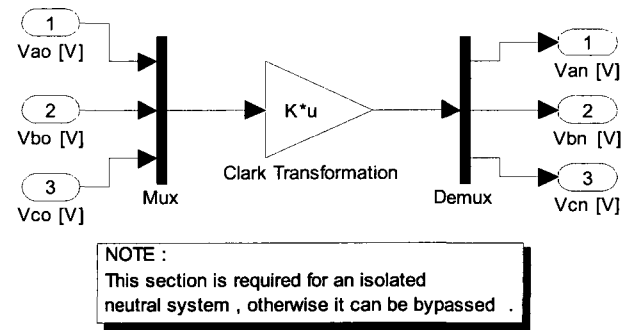 1
Vao [V]
2
Vbo [V]
3
Vco [V]
Mux
K*u
Clark Transformation
Demux
1
Van [V]
2
Vbn [V]
3
Vcn [V]
NOTE :
This section is required for an isolated
neutral system , otherwise it can be bypassed .